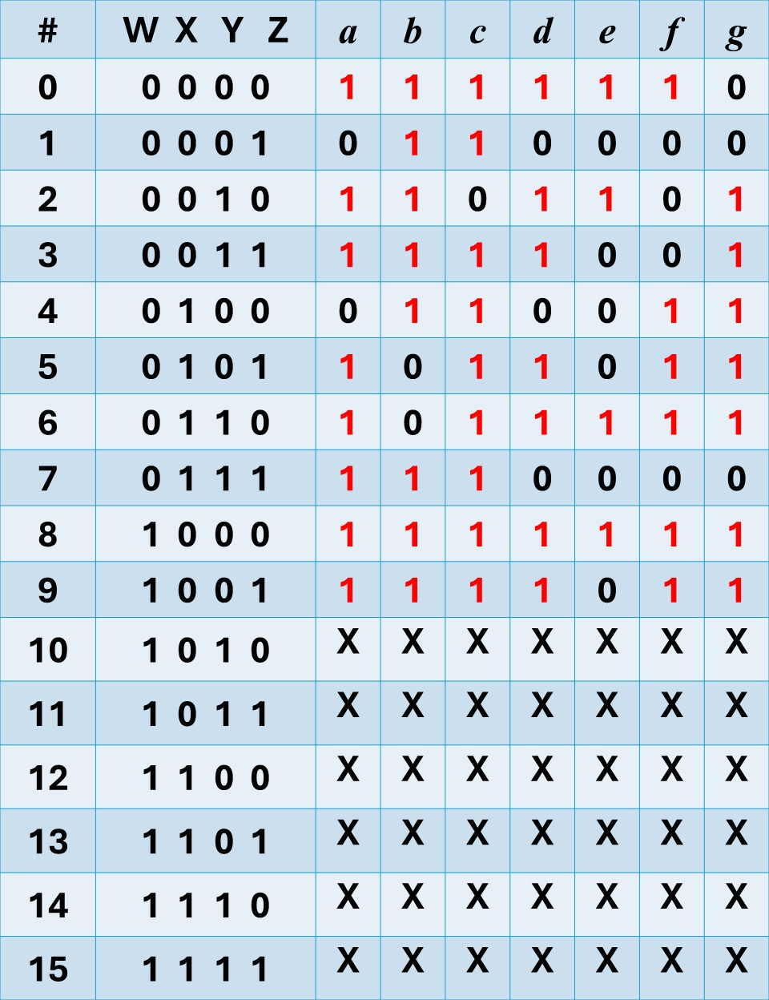 # W X Y Z a b c d e f g
0 0 0 0 0 1 1 1 1 1 1 0
1 0 0 0 1 0 1 1 0 0 0 0
2 0 0 1 0 1 1 0 1 1 0 1
3 0 0 1 1 1 1 1 1 0 0 1
4 0 1 0 0 0 1 1 0 0 1 1
5 0 1 0 1 1 0 1 1 0 1 1
6 0 1 1 0 1 0 1 1 1 1 1
7 0 1 1 1 1 1 1 0 0 0 0
8 1 0 0 0 1 1 1 1 1 1 1
9 1 0 0 1 1 1 1 1 0 1 1
10 1 0 1 0 X X X X X X X
11 1 0 1 1 X X X X X X X
12 1 1 0 0 X X X X X X X
13 1 1 0 1 X X X X X X X
14 1 1 1 0 X X X X X X X
15 1 1 1 1 X X X X X X X